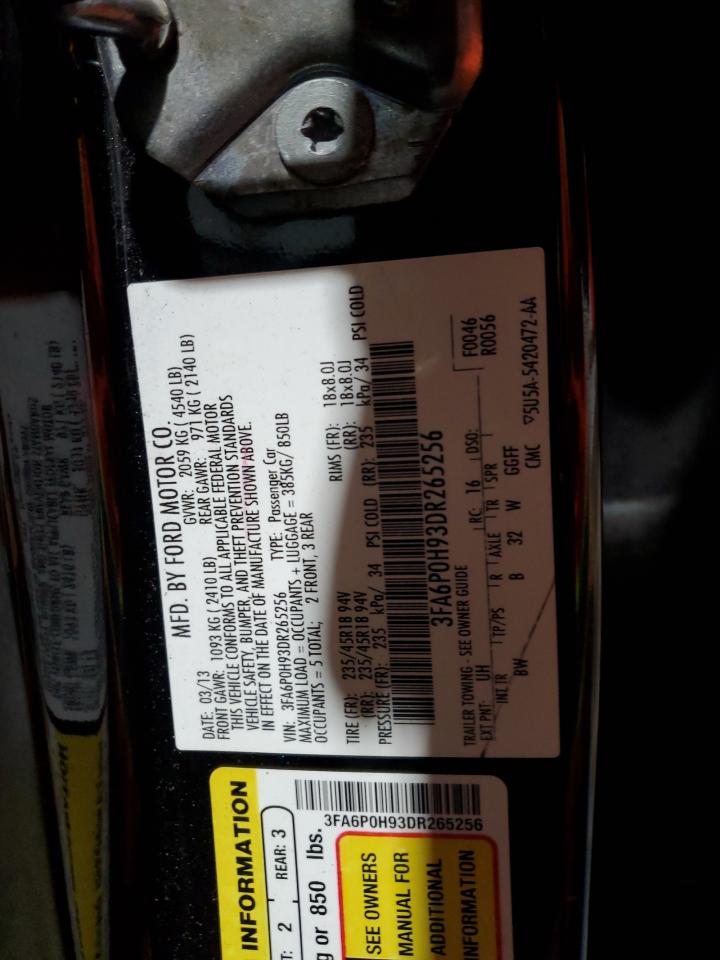 MFD. BY FORD MOTOR CO.
DATE: 03/13 GVWR: 2059 KG ( 4540 LB)
FRONT GAWR: 1093 KG ( 2410 LB) REAR GAWR: 971 KG ( 2140 LB)
THIS VEHICLE CONFORMS TO ALL APPLICABLE FEDERAL MOTOR
VEHICLE SAFETY, BUMPER, AND THEFT PREVENTION STANDARDS
IN EFFECT ON THE DATE OF MANUFACTURE SHOWN ABOVE.
VIN: 3FA6P0H93DR265256 TYPE: Passenger Car
MAXIMUM LOAD = OCCUPANTS + LUGGAGE = 385KG/ 850LB
OCCUPANTS = 5 TOTAL; 2 FRONT, 3 REAR
TIRE (FR): 235/45R18 94V RIMS (FR): 18x8.0J
(RR): 235/45R18 94V (RR): 18x8.0J
PRESSURE (FR): 235 kPa/ 34 PSI COLD (RR): 235 kPa/ 34 PSI COLD
3FA6P0H93DR265256
TRAILER TOWING - SEE OWNER GUIDE F0046
EXT PNT: UH RC: 16 DSO: R0056
INT TR TP/PS R AXLE TR SPR
BW B 32 W GGFF
CMC ▽5U5A-5420472-AA
INFORMATION
2 REAR: 3
or 850 lbs.
3FA6P0H93DR265256
SEE OWNERS
MANUAL FOR
ADDITIONAL
INFORMATION